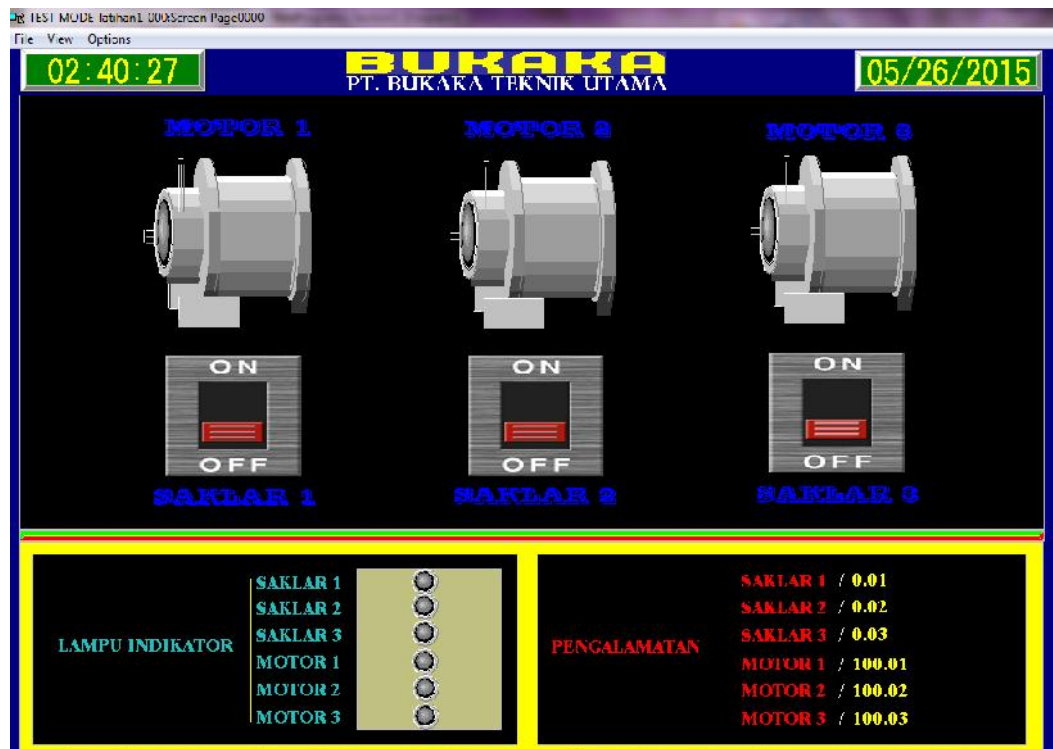 TEST MODE latihan1 000:Screen Page0000
File View Options
02:40:27
BUKAKA
05/26/2015
PT. BUKAKA TEKNIK UTAMA
MOTOR 1
MOTOR 2
MOTOR 3
ON
ON
ON
OFF
OFF
OFF
SAKLAR 1
SAKLAR 2
SAKLAR 3
LAMPU INDIKATOR
SAKLAR 1
SAKLAR 2
SAKLAR 3
MOTOR 1
MOTOR 2
MOTOR 3
PENGALAMATAN
SAKLAR 1 / 0.01
SAKLAR 2 / 0.02
SAKLAR 3 / 0.03
MOTOR 1 / 100.01
MOTOR 2 / 100.02
MOTOR 3 / 100.03